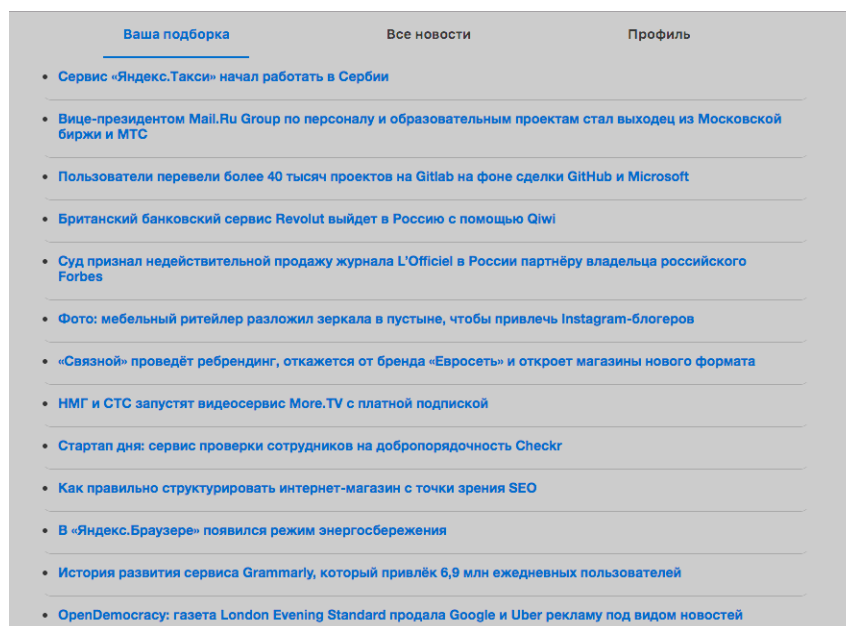 Ваша подборка Все новости Профиль
Сервис «Яндекс.Такси» начал работать в Сербии
Вице-президентом Mail.Ru Group по персоналу и образовательным проектам стал выходец из Московской
биржи и МТС
Пользователи перевели более 40 тысяч проектов на Gitlab на фоне сделки GitHub и Microsoft
Британский банковский сервис Revolut выйдет в Россию с помощью Qiwi
Суд признал недействительной продажу журнала L'Officiel в России партнёру владельца российского
Forbes
Фото: мебельный ритейлер разложил зеркала в пустыне, чтобы привлечь Instagram-блогеров
«Связной» проведёт ребрендинг, откажется от бренда «Евросеть» и откроет магазины нового формата
НМГ и СТС запустят видеосервис More.TV с платной подпиской
Стартап дня: сервис проверки сотрудников на добропорядочность Checkr
Как правильно структурировать интернет-магазин с точки зрения SEO
В «Яндекс.Браузере» появился режим энергосбережения
История развития сервиса Grammarly, который привлёк 6,9 млн ежедневных пользователей
OpenDemocracy: газета London Evening Standard продала Google и Uber рекламу под видом новостей